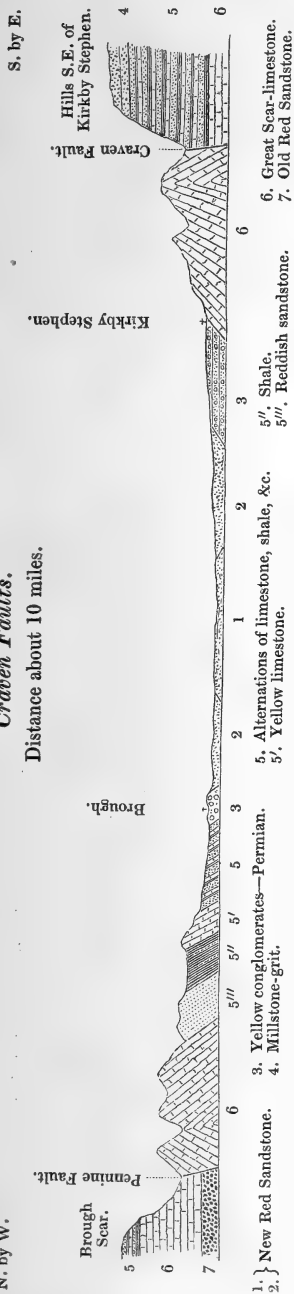 N. by W.
S. by E.
Craven Faults.
Distance about 10 miles.
Brough Scar.
Pennine Fault.
Brough.
Kirkby Stephen.
Craven Fault.
Hills S.E. of
Kirkby Stephen.
5
6
7
6
5′′′
5′′
5′
5
3
2
1
2
3
6
4
5
6
1. } New Red Sandstone.
2.
3. Yellow conglomerates—Permian.
4. Millstone-grit.
5. Alternations of limestone, shale, &c.
5′. Yellow limestone.
5′′. Shale.
5′′′. Reddish sandstone.
6. Great Scar-limestone.
7. Old Red Sandstone.